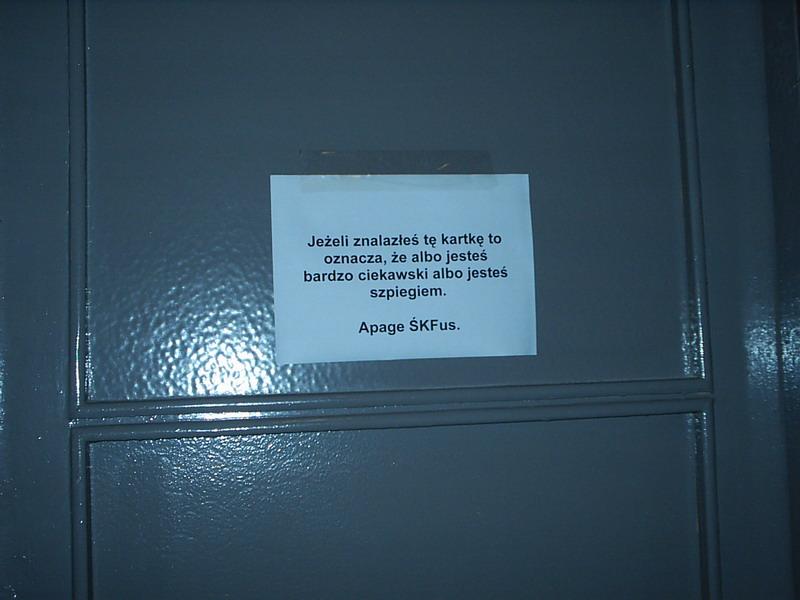 Jeżeli znalazłeś tę kartkę to
oznacza, że albo jesteś
bardzo ciekawski albo jesteś
szpiegiem.
Apage ŚKFus.